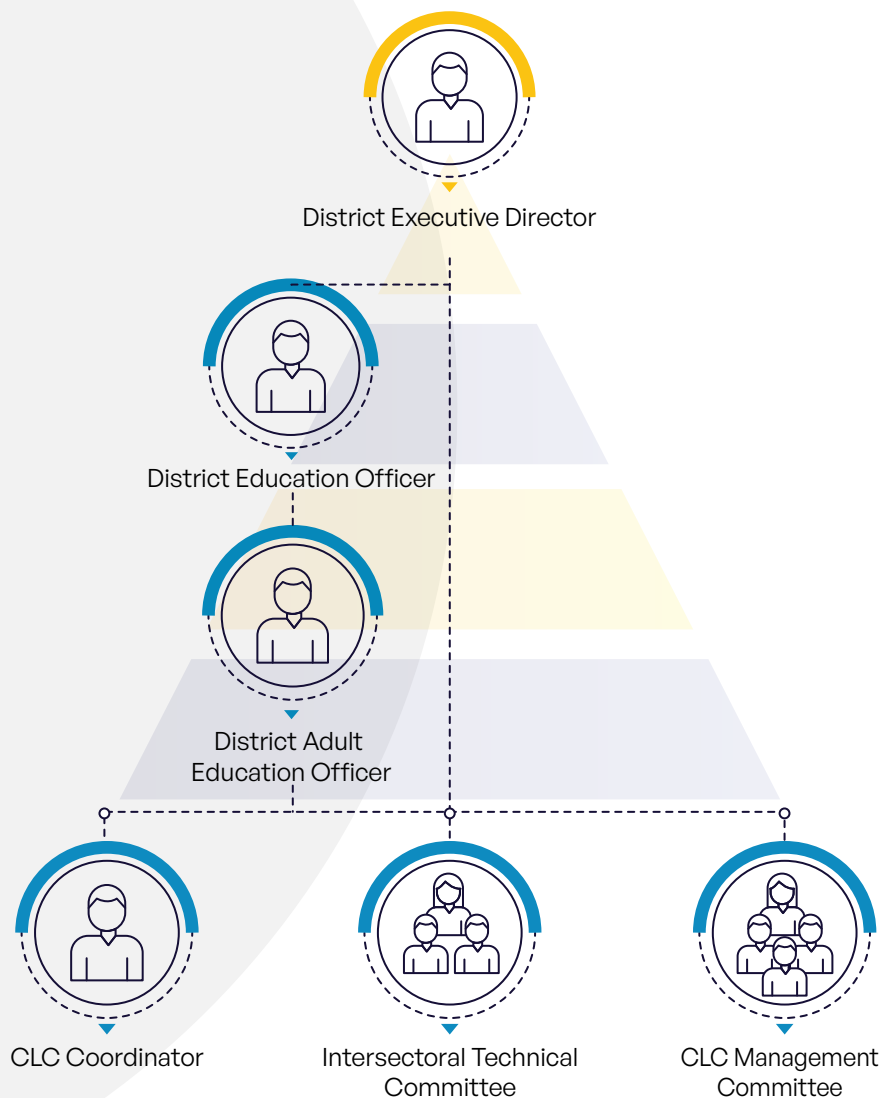 District Executive Director
District Education Officer
District Adult
Education Officer
CLC Coordinator
Intersectoral Technical
Committee
CLC Management
Committee